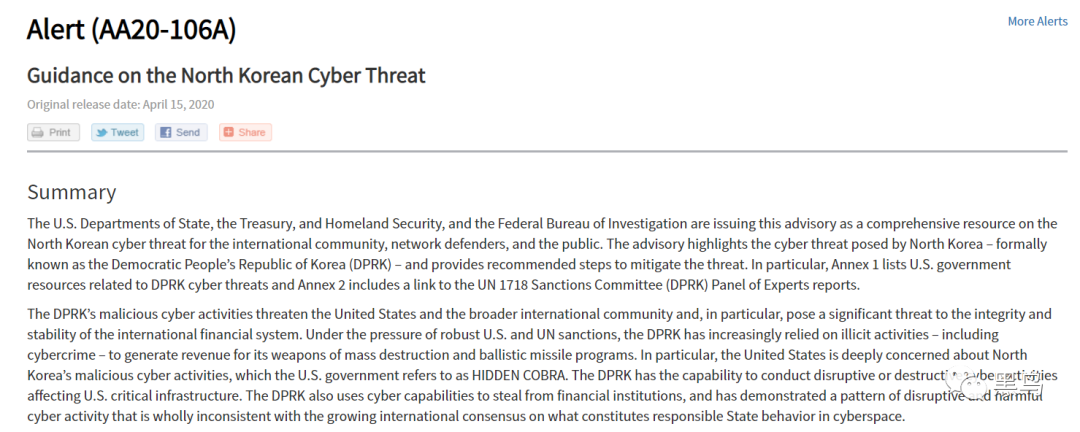 Alert (AA20-106A)
More Alerts
Guidance on the North Korean Cyber Threat
Original release date: April 15, 2020
Print Tweet Send Share
Summary
The U.S. Departments of State, the Treasury, and Homeland Security, and the Federal Bureau of Investigation are issuing this advisory as a comprehensive resource on the
North Korean cyber threat for the international community, network defenders, and the public. The advisory highlights the cyber threat posed by North Korea – formally
known as the Democratic People's Republic of Korea (DPRK) – and provides recommended steps to mitigate the threat. In particular, Annex 1 lists U.S. government
resources related to DPRK cyber threats and Annex 2 includes a link to the UN 1718 Sanctions Committee (DPRK) Panel of Experts reports.
The DPRK's malicious cyber activities threaten the United States and the broader international community and, in particular, pose a significant threat to the integrity and
stability of the international financial system. Under the pressure of robust U.S. and UN sanctions, the DPRK has increasingly relied on illicit activities – including
cybercrime – to generate revenue for its weapons of mass destruction and ballistic missile programs. In particular, the United States is deeply concerned about North
Korea's malicious cyber activities, which the U.S. government refers to as HIDDEN COBRA. The DPRK has the capability to conduct disruptive or destructive cyber activities
affecting U.S. critical infrastructure. The DPRK also uses cyber capabilities to steal from financial institutions, and has demonstrated a pattern of disruptive and harmful
cyber activity that is wholly inconsistent with the growing international consensus on what constitutes responsible State behavior in cyberspace.
黑鸟